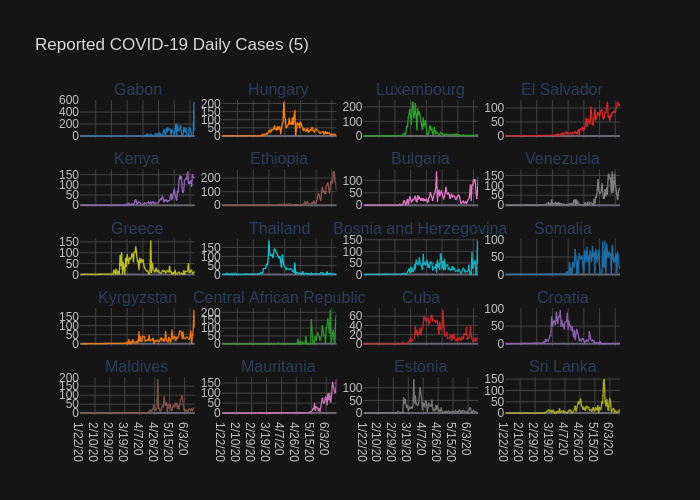 Reported COVID-19 Daily Cases (5)
Gabon Hungary Luxembourg El Salvador
600 400 200 0
200 150 100 50 0
200 100 0
100 50 0
Kenya Ethiopia Bulgaria Venezuela
150 100 50 0
200 100 0
100 50 0
150 100 50 0
Greece Thailand Bosnia and Herzegovina Somalia
150 100 50 0
150 100 50 0
150 100 50 0
100 50 0
Kyrgyzstan Central African Republic Cuba Croatia
150 100 50 0
200 150 100 50 0
60 40 20 0
100 50 0
Maldives Mauritania Estonia Sri Lanka
200 150 100 50 0
150 100 50 0
100 50 0
150 100 50 0
1/22/20 2/10/20 2/29/20 3/19/20 4/7/20 4/26/20 5/15/20 6/3/20
1/22/20 2/10/20 2/29/20 3/19/20 4/7/20 4/26/20 5/15/20 6/3/20
1/22/20 2/10/20 2/29/20 3/19/20 4/7/20 4/26/20 5/15/20 6/3/20
1/22/20 2/10/20 2/29/20 3/19/20 4/7/20 4/26/20 5/15/20 6/3/20